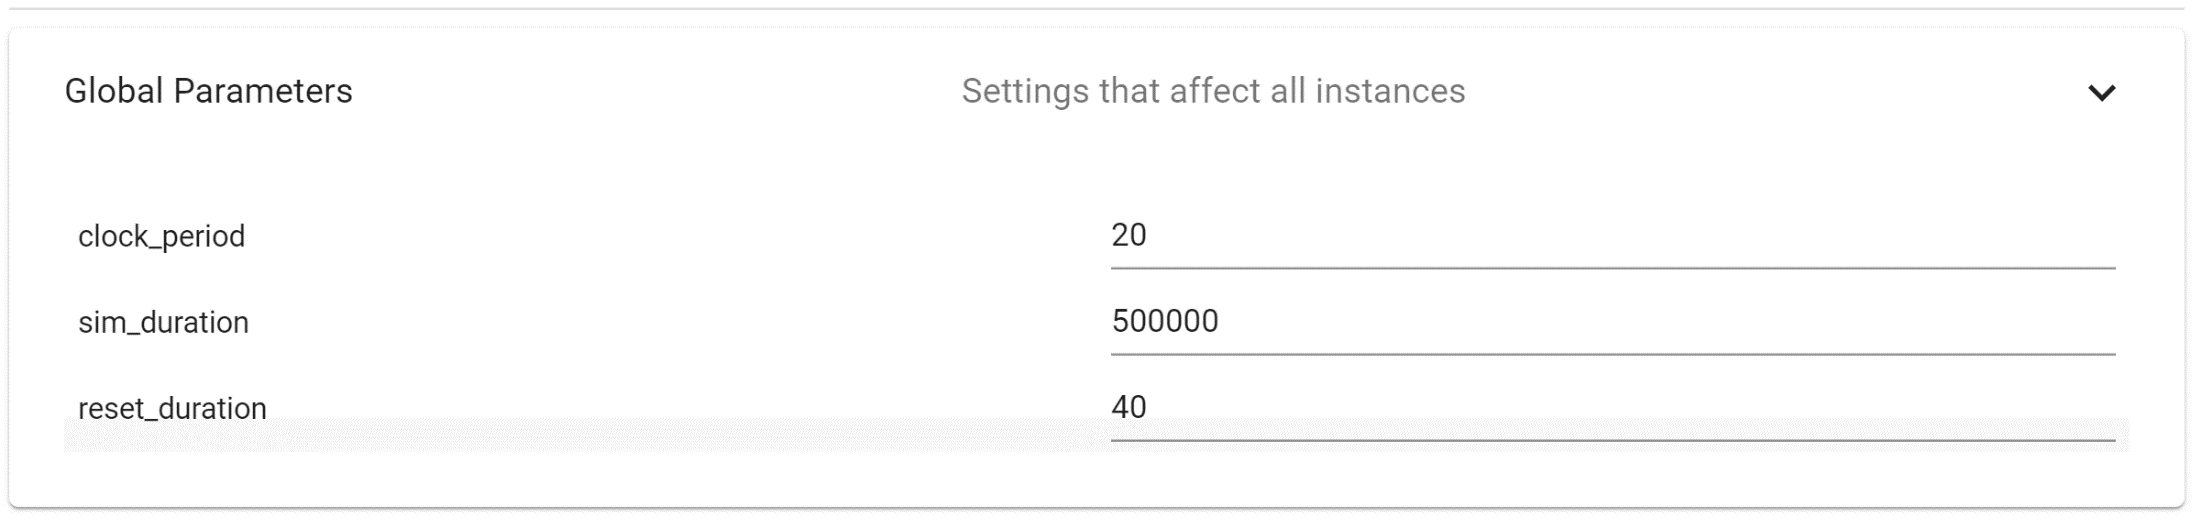 Global Parameters Settings that affect all instances
clock_period 20
sim_duration 500000
reset_duration 40